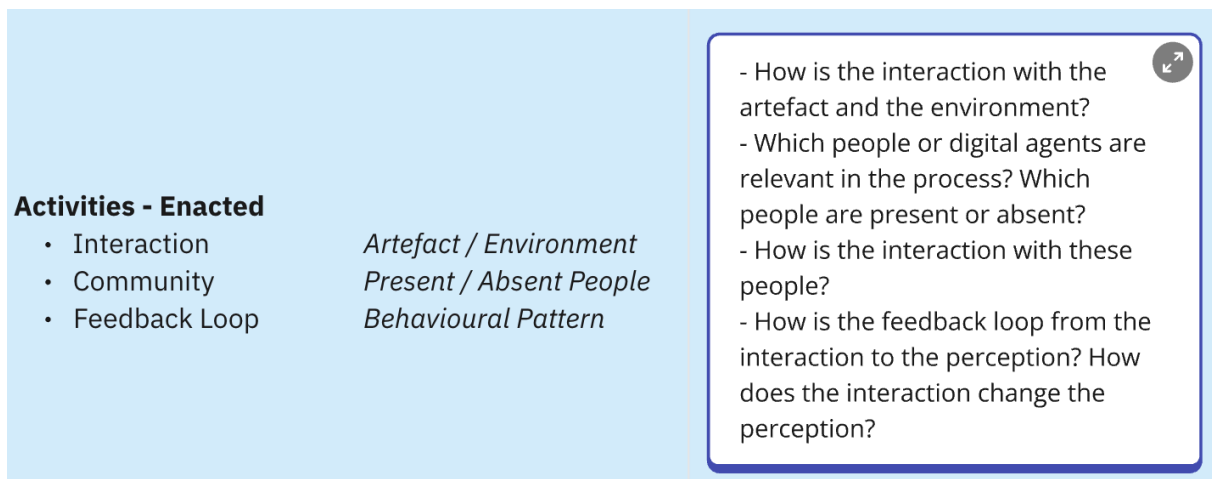 Activities - Enacted
• Interaction Artefact / Environment
• Community Present / Absent People
• Feedback Loop Behavioural Pattern
- How is the interaction with the
artefact and the environment?
- Which people or digital agents are
relevant in the process? Which
people are present or absent?
- How is the interaction with these
people?
- How is the feedback loop from the
interaction to the perception? How
does the interaction change the
perception?